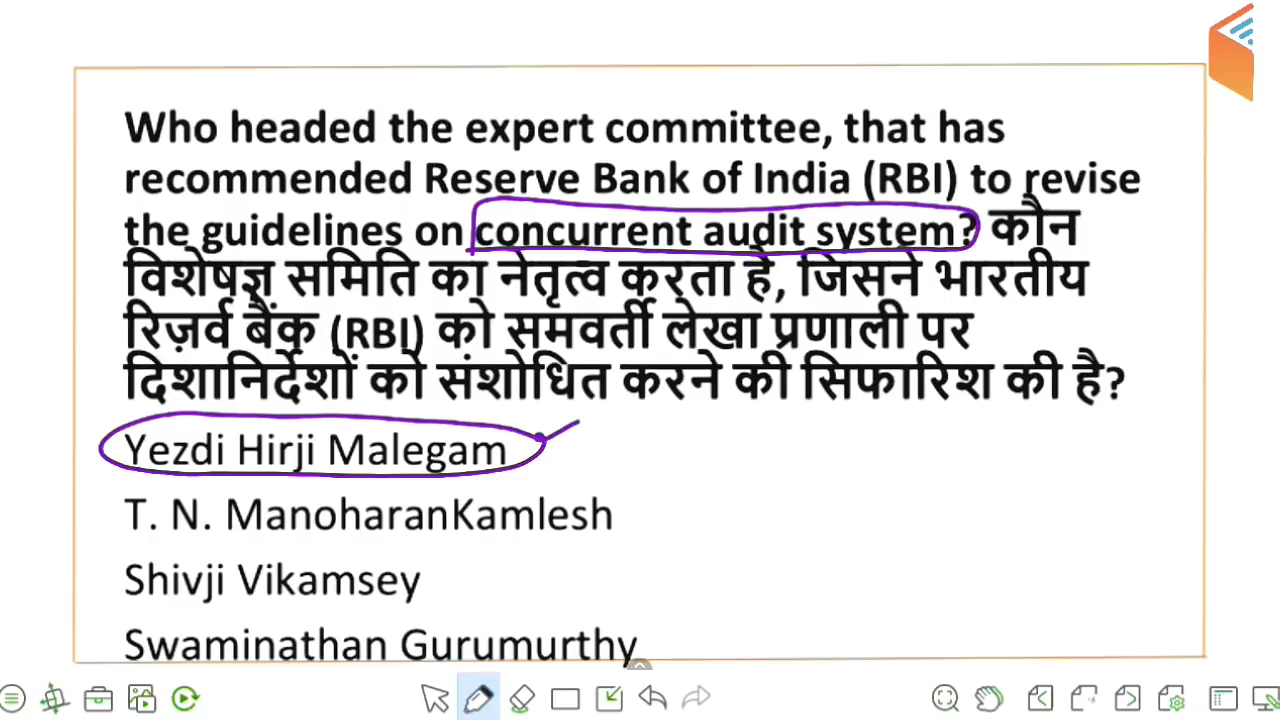 Who headed the expert committee, that has
recommended Reserve Bank of India (RBI) to revise
the guidelines on concurrent audit system? कौन
विशेषज्ञ समिति का नेतृत्व करता है, जिसने भारतीय
रिज़र्व बैंक (RBI) को समवर्ती लेखा प्रणाली पर
दिशानिर्देशों को संशोधित करने की सिफारिश की है?
Yezdi Hirji Malegam
T. N. ManoharanKamlesh
Shivji Vikamsey
Swaminathan Gurumurthy